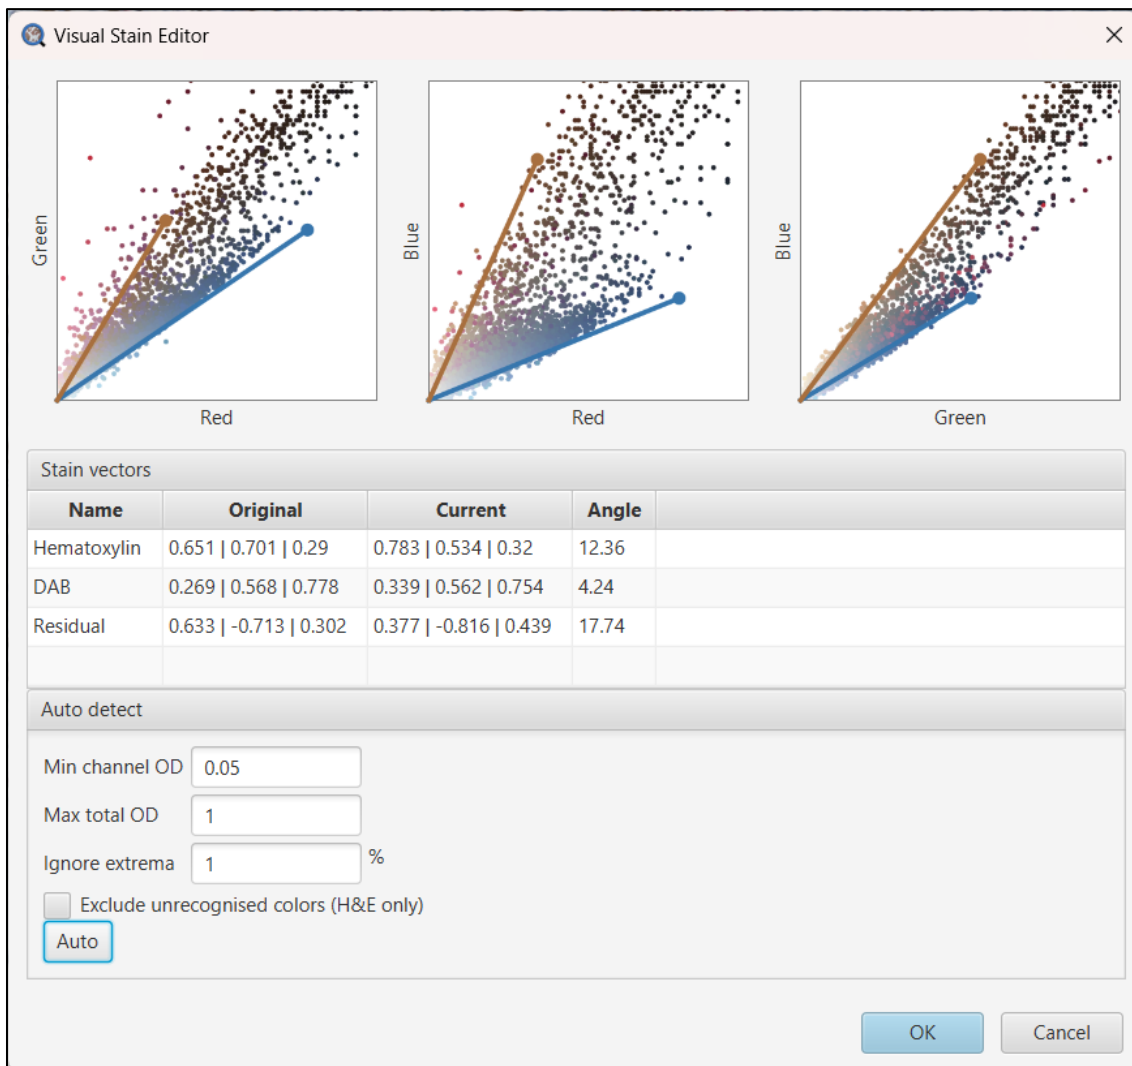 Visual Stain Editor
Green
Red
Blue
Red
Blue
Green
Stain vectors
Name Original Current Angle
Hematoxylin 0.651 | 0.701 | 0.29 0.783 | 0.534 | 0.32 12.36
DAB 0.269 | 0.568 | 0.778 0.339 | 0.562 | 0.754 4.24
Residual 0.633 | -0.713 | 0.302 0.377 | -0.816 | 0.439 17.74
Auto detect
Min channel OD 0.05
Max total OD 1
Ignore extrema 1 %
Exclude unrecognised colors (H&E only)
Auto
OK Cancel